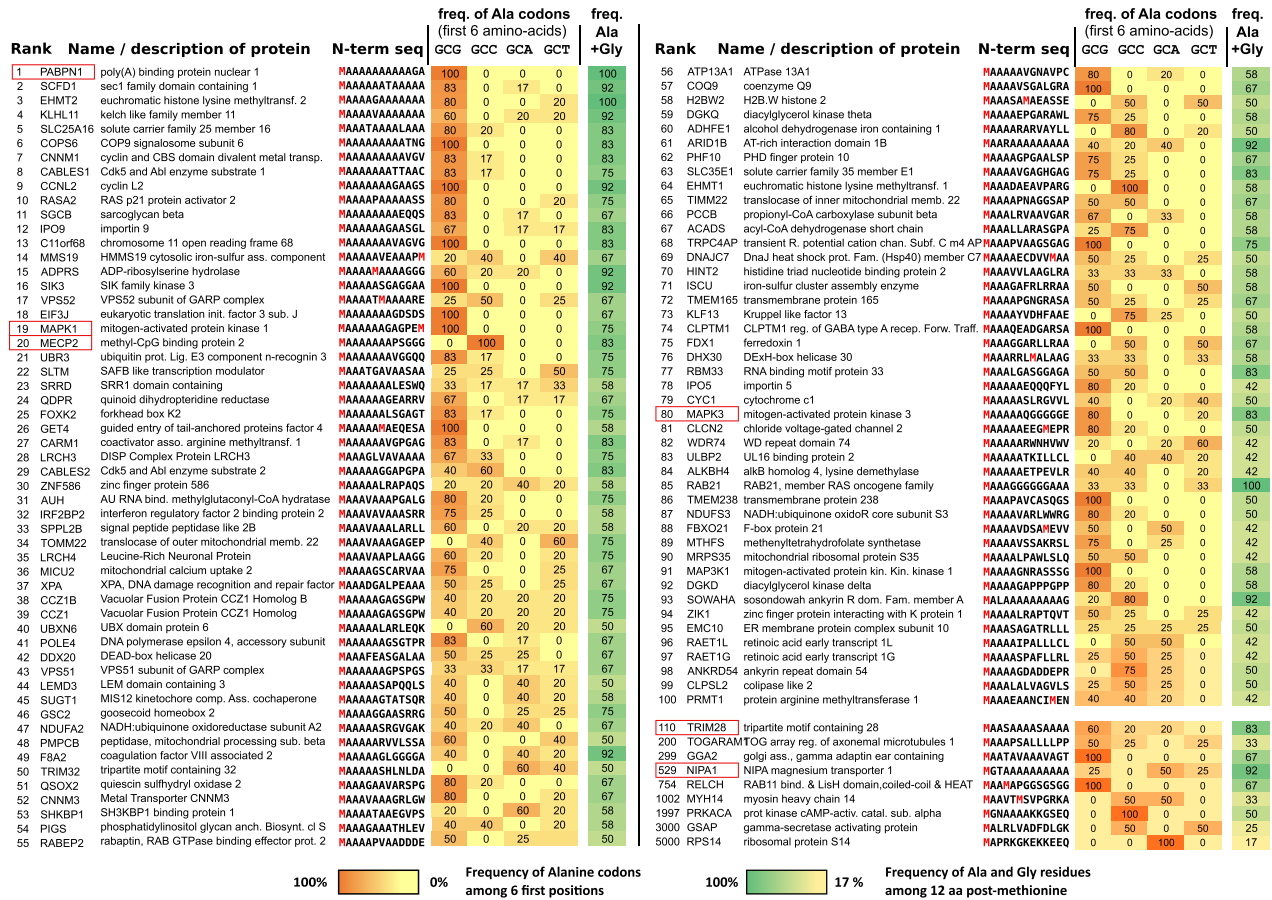 freq. of Ala codons freq.
(first 6 amino-acids) Ala
Rank Name / description of protein N-term seq GCG GCC GCA GCT +Gly
1 PABPN1 poly(A) binding protein nuclear 1 MAAAAAAAAAAGA 100 0 0 0 100
2 SCFD1 sec1 family domain containing 1 MAAAAAATAAAAA 83 0 17 0 92
3 EHMT2 euchromatic histone lysine methyltransf. 2 MAAAAGAAAAAAA 80 0 0 20 100
4 KLHL11 kelch like family member 11 MAAAAVAAAAAAA 60 0 20 20 92
5 SLC25A16 solute carrier family 25 member 16 MAAATAAAALAAA 80 20 0 0 83
6 COPS6 COP9 signalosome subunit 6 MAAAAAAAAATNG 100 0 0 0 83
7 CNNM1 cyclin and CBS domain divalent metal transp. MAAAAAAAAAVGV 83 17 0 0 83
8 CABLES1 Cdk5 and Abl enzyme substrate 1 MAAAAAAATTAAC 83 17 0 0 75
9 CCNL2 cyclin L2 MAAAAAAAGAAGS 100 0 0 0 92
10 RASA2 RAS p21 protein activator 2 MAAAAPAAAAASS 80 0 0 20 75
11 SGCB sarcoglycan beta MAAAAAAAAEQQS 83 0 17 0 67
12 IPO9 importin 9 MAAAAAAGAASGL 67 0 17 17 83
13 C11orf68 chromosome 11 open reading frame 68 MAAAAAAAVAGVG 83 0 0 0 83
14 MMS19 HMMS19 cytosolic iron-sulfur ass. component MAAAAAVEAAAPM 20 40 0 40 67
15 ADPRS ADP-ribosylserine hydrolase MAAAAMAAAAGGG 60 20 20 0 92
16 SIK3 SIK family kinase 3 MAAAAASGAGGAA 100 0 0 0 92
17 VPS52 VPS52 subunit of GARP complex MAAAATMAAAARE 25 50 0 25 67
18 EIF3J eukaryotic translation init. factor 3 sub. J MAAAAAAAGDSDS 100 0 0 0 67
19 MAPK1 mitogen-activated protein kinase 1 MAAAAAAGAGPEM 100 0 0 0 75
20 MECP2 methyl-CpG binding protein 2 MAAAAAAAPSGGG 0 100 0 0 83
21 UBR3 ubiquitin prot. Lig. E3 component n-recognin 3 MAAAAAAAVGGQQ 83 17 0 0 75
22 SLTM SAFB like transcription modulator MAAATGAVAASAA 25 25 0 50 75
23 SRRD SRR1 domain containing MAAAAAAALESWQ 33 17 17 33 58
24 QDPR quinoid dihydropteridine reductase MAAAAAAGEARRV 67 0 17 17 67
25 FOXK2 forkhead box K2 MAAAAAALSGAGT 83 17 0 0 75
26 GET4 guided entry of tail-anchored proteins factor 4 MAAAAAMAEQESA 100 0 0 0 58
27 CARM1 coactivator asso. arginine methyltransf. 1 MAAAAAAVGPGAG 83 0 17 0 83
28 LRCH3 DISP Complex Protein LRCH3 MAAAGLVAVAAAA 67 33 0 0 75
29 CABLES2 Cdk5 and Abl enzyme substrate 2 MAAAAAGGAPGPA 40 60 0 0 83
30 ZNF586 zinc finger protein 586 MAAAAALRAPAQS 20 20 40 20 58
31 AUH AU RNA bind. methylglutaconyl-CoA hydratase MAAAVAAAPGALG 80 20 0 0 75
32 IRF2BP2 interferon regulatory factor 2 binding protein 2 MAAAVAVAAASRR 75 25 0 0 58
33 SPPL2B signal peptide peptidase like 2B MAAAVAAALARLL 60 0 20 20 58
34 TOMM22 translocase of outer mitochondrial memb. 22 MAAAVAAAGAGEP 0 40 0 60 75
35 LRCH4 Leucine-Rich Neuronal Protein MAAAVAAPLAAGG 60 20 0 20 75
36 MICU2 mitochondrial calcium uptake 2 MAAAAGSCARVAA 75 0 0 25 67
37 XPA XPA, DNA damage recognition and repair factor MAAADGALPEAAA 50 25 0 25 67
38 CCZ1B Vacuolar Fusion Protein CCZ1 Homolog B MAAAAAGAGSGPW 40 20 20 20 75
39 CCZ1 Vacuolar Fusion Protein CCZ1 Homolog MAAAAAGAGSGPW 40 20 20 20 75
40 UBXN6 UBX domain protein 6 MAAAAALARLEQK 0 60 20 20 50
41 POLE4 DNA polymerase epsilon 4, accessory subunit MAAAAAAGSGTPR 83 0 17 0 67
42 DDX20 DEAD-box helicase 20 MAAAFEASGALAA 50 25 25 0 67
43 VPS51 VPS51 subunit of GARP complex MAAAAAAGPSPGS 33 33 17 17 67
44 LEMD3 LEM domain containing 3 MAAAAASAPQQLS 40 0 40 20 50
45 SUGT1 MIS12 kinetochore comp. Ass. cochaperone MAAAAAGTATSQR 40 20 20 20 67
46 GSC2 goosecoid homeobox 2 MAAAAGGAASRRG 50 0 25 25 75
47 NDUFA2 NADH:ubiquinone oxidoreductase subunit A2 MAAAAASRGVGAK 40 20 40 0 67
48 PMPCB peptidase, mitochondrial processing sub. beta MAAAAARVVLSSA 60 20 0 20 50
49 F8A2 coagulation factor VIII associated 2 MAAAAAGLGGGGA 40 40 0 20 92
50 TRIM32 tripartite motif containing 32 MAAAAASHLNLDA 0 0 60 40 50
51 QSOX2 quiescin sulfhydryl oxidase 2 MAAAGAAVARSPG 80 20 0 0 67
52 CNNM3 Metal Transporter CNNM3 MAAAVAAAGRLGW 80 0 0 20 67
53 SHKBP1 SH3KBP1 binding protein 1 MAAAATAAEGVPS 20 0 60 20 58
54 PIGS phosphatidylinositol glycan anch. Biosynt. cl S MAAAGAAATHLEV 40 40 0 20 58
55 RABEP2 rabaptin, RAB GTPase binding effector prot. 2 MAAAAPVAADDDE 50 0 25 50
freq. of Ala codons freq.
(first 6 amino-acids) Ala
Rank Name / description of protein N-term seq GCG GCC GCA GCT +Gly
56 ATP13A1 ATPase 13A1 MAAAAAVGNAVPC 80 0 20 0 58
57 COQ9 coenzyme Q9 MAAAAVSGALGRA 100 0 0 0 67
58 H2BW2 H2B.W histone 2 MAAASAMAEASSE 0 50 0 50 50
59 DGKQ diacylglycerol kinase theta MAAAAEPGARAWL 75 25 0 0 58
60 ADHFE1 alcohol dehydrogenase iron containing 1 MAAAARARVAYLL 0 80 0 20 50
61 ARID1B AT-rich interaction domain 1B MAARAAAAAAAAA 40 20 40 0 92
62 PHF10 PHD finger protein 10 MAAAAGPGAALSP 75 25 0 0 67
63 SLC35E1 solute carrier family 35 member E1 MAAAAVGAGHGAG 75 25 0 0 83
64 EHMT1 euchromatic histone lysine methyltransf. 1 MAAADAEAVPARG 0 100 0 0 58
65 TIMM22 translocase of inner mitochondrial memb. 22 MAAAAPNAGGSAP 50 50 0 0 67
66 PCCB propionyl-CoA carboxylase subunit beta MAAALRVAAVGAR 67 0 33 0 58
67 ACADS acyl-CoA dehydrogenase short chain MAAALLARASGPA 25 75 0 0 58
68 TRPC4AP transient R. potential cation chan. Subf. C m4 AP MAAAPVAAGSGAG 100 0 0 0 75
69 DNAJC7 DnaJ heat shock prot. Fam. (Hsp40) member C7 MAAAAECDVVMAA 40 20 20 20 50
70 HINT2 histidine triad nucleotide binding protein 2 MAAAVVLAAGLRA 33 33 33 0 58
71 ISCU iron-sulfur cluster assembly enzyme MAAAGAFRLRRAA 50 0 0 50 58
72 TMEM165 transmembrane protein 165 MAAAAPGNGRASA 75 0 0 25 67
73 KLF13 Kruppel like factor 13 MAAAAYVDHFAAE 0 75 25 0 50
74 CLPTM1 CLPTM1 reg. of GABA type A recep. Forw. Traff. MAAAQEADGARSA 100 0 0 0 58
75 FDX1 ferredoxin 1 MAAAGGARLLRAA 0 50 0 50 67
76 DHX30 DExH-box helicase 30 MAAARRLMALAAG 33 33 0 33 58
77 RBM33 RNA binding motif protein 33 MAAALGASGGAGA 50 50 0 0 83
78 IPO5 importin 5 MAAAAAEQQQFYL 80 20 0 0 42
79 CYC1 cytochrome c1 MAAAAASLRGVVL 0 40 20 40 50
80 MAPK3 mitogen-activated protein kinase 3 MAAAAAQGGGGGE 80 0 0 20 83
81 CLCN2 chloride voltage-gated channel 2 MAAAAAEEGMEPR 80 0 20 0 50
82 WDR74 WD repeat domain 74 MAAAAARWNHVWV 20 0 20 60 42
83 ULBP2 UL16 binding protein 2 MAAAAATKILLCL 0 40 40 20 42
84 ALKBH4 alkB homolog 4, lysine demethylase MAAAAAETPEVLR 40 40 0 20 42
85 RAB21 RAB21, member RAS oncogene family MAAAGGGGGGAAA 33 0 33 33 100
86 TMEM238 transmembrane protein 238 MAAAPAVCASQGS 100 0 0 0 50
87 NDUFS3 NADH:ubiquinone oxidoR core subunit S3 MAAAAVARLWWRG 80 20 0 0 50
88 FBXO21 F-box protein 21 MAAAAVDSAMEVV 50 0 50 0 42
89 MTHFS methenyltetrahydrofolate synthetase MAAAAVSSAKRSL 75 0 25 0 42
90 MRPS35 mitochondrial ribosomal protein S35 MAAAALPAWLSLQ 50 50 0 0 42
91 MAP3K1 mitogen-activated protein kin. Kin. kinase 1 MAAAAGNRASSSG 100 0 0 0 58
92 DGKD diacylglycerol kinase delta MAAAAGAPPPGPP 80 20 0 0 58
93 SOWAHA sosondowah ankyrin R dom. Fam. member A MALAAAAAAAAAG 20 80 0 0 92
94 ZIK1 zinc finger protein interacting with K protein 1 MAAAALRAPTQVT 50 25 0 25 42
95 EMC10 ER membrane protein complex subunit 10 MAAASAGATRLLL 25 25 25 25 50
96 RAET1L retinoic acid early transcript 1L MAAAAIPALLLCL 0 50 50 0 42
97 RAET1G retinoic acid early transcript 1G MAAAASPAFLLRL 25 50 25 0 42
98 ANKRD54 ankyrin repeat domain 54 MAAAAGDADDEPR 0 75 25 0 50
99 CLPSL2 colipase like 2 MAAALALVAGVLS 25 50 25 0 50
100 PRMT1 protein arginine methyltransferase 1 MAAAEAANCIMEN 40 20 40 0 42
110 TRIM28 tripartite motif containing 28 MAASAAAASAAAA 60 20 20 0 83
200 TOGARAM1 TOG array reg. of axonemal microtubules 1 MAAAPSALLLLPP 50 25 0 25 33
299 GGA2 golgi ass., gamma adaptin ear containing MAATAVAAAVAGT 100 0 0 0 67
529 NIPA1 NIPA magnesium transporter 1 MGTAAAAAAAAAA 25 0 50 25 92
754 RELCH RAB11 bind. & LisH domain,coiled-coil & HEAT MAAMAPGGSGSGG 100 0 0 0 67
1002 MYH14 myosin heavy chain 14 MAAVTMSVPGRKA 0 50 50 0 33
1997 PRKACA prot kinase cAMP-activ. catal. sub. alpha MGNAAAAKKGSEQ 0 100 0 0 50
3000 GSAP gamma-secretase activating protein MALRLVADFDLGK 0 50 0 50 25
5000 RPS14 ribosomal protein S14 MAPRKGKEKKEEQ 0 0 100 0 17
100% 0% Frequency of Alanine codons
among 6 first positions
100% 17 % Frequency of Ala and Gly residues
among 12 aa post-methionine